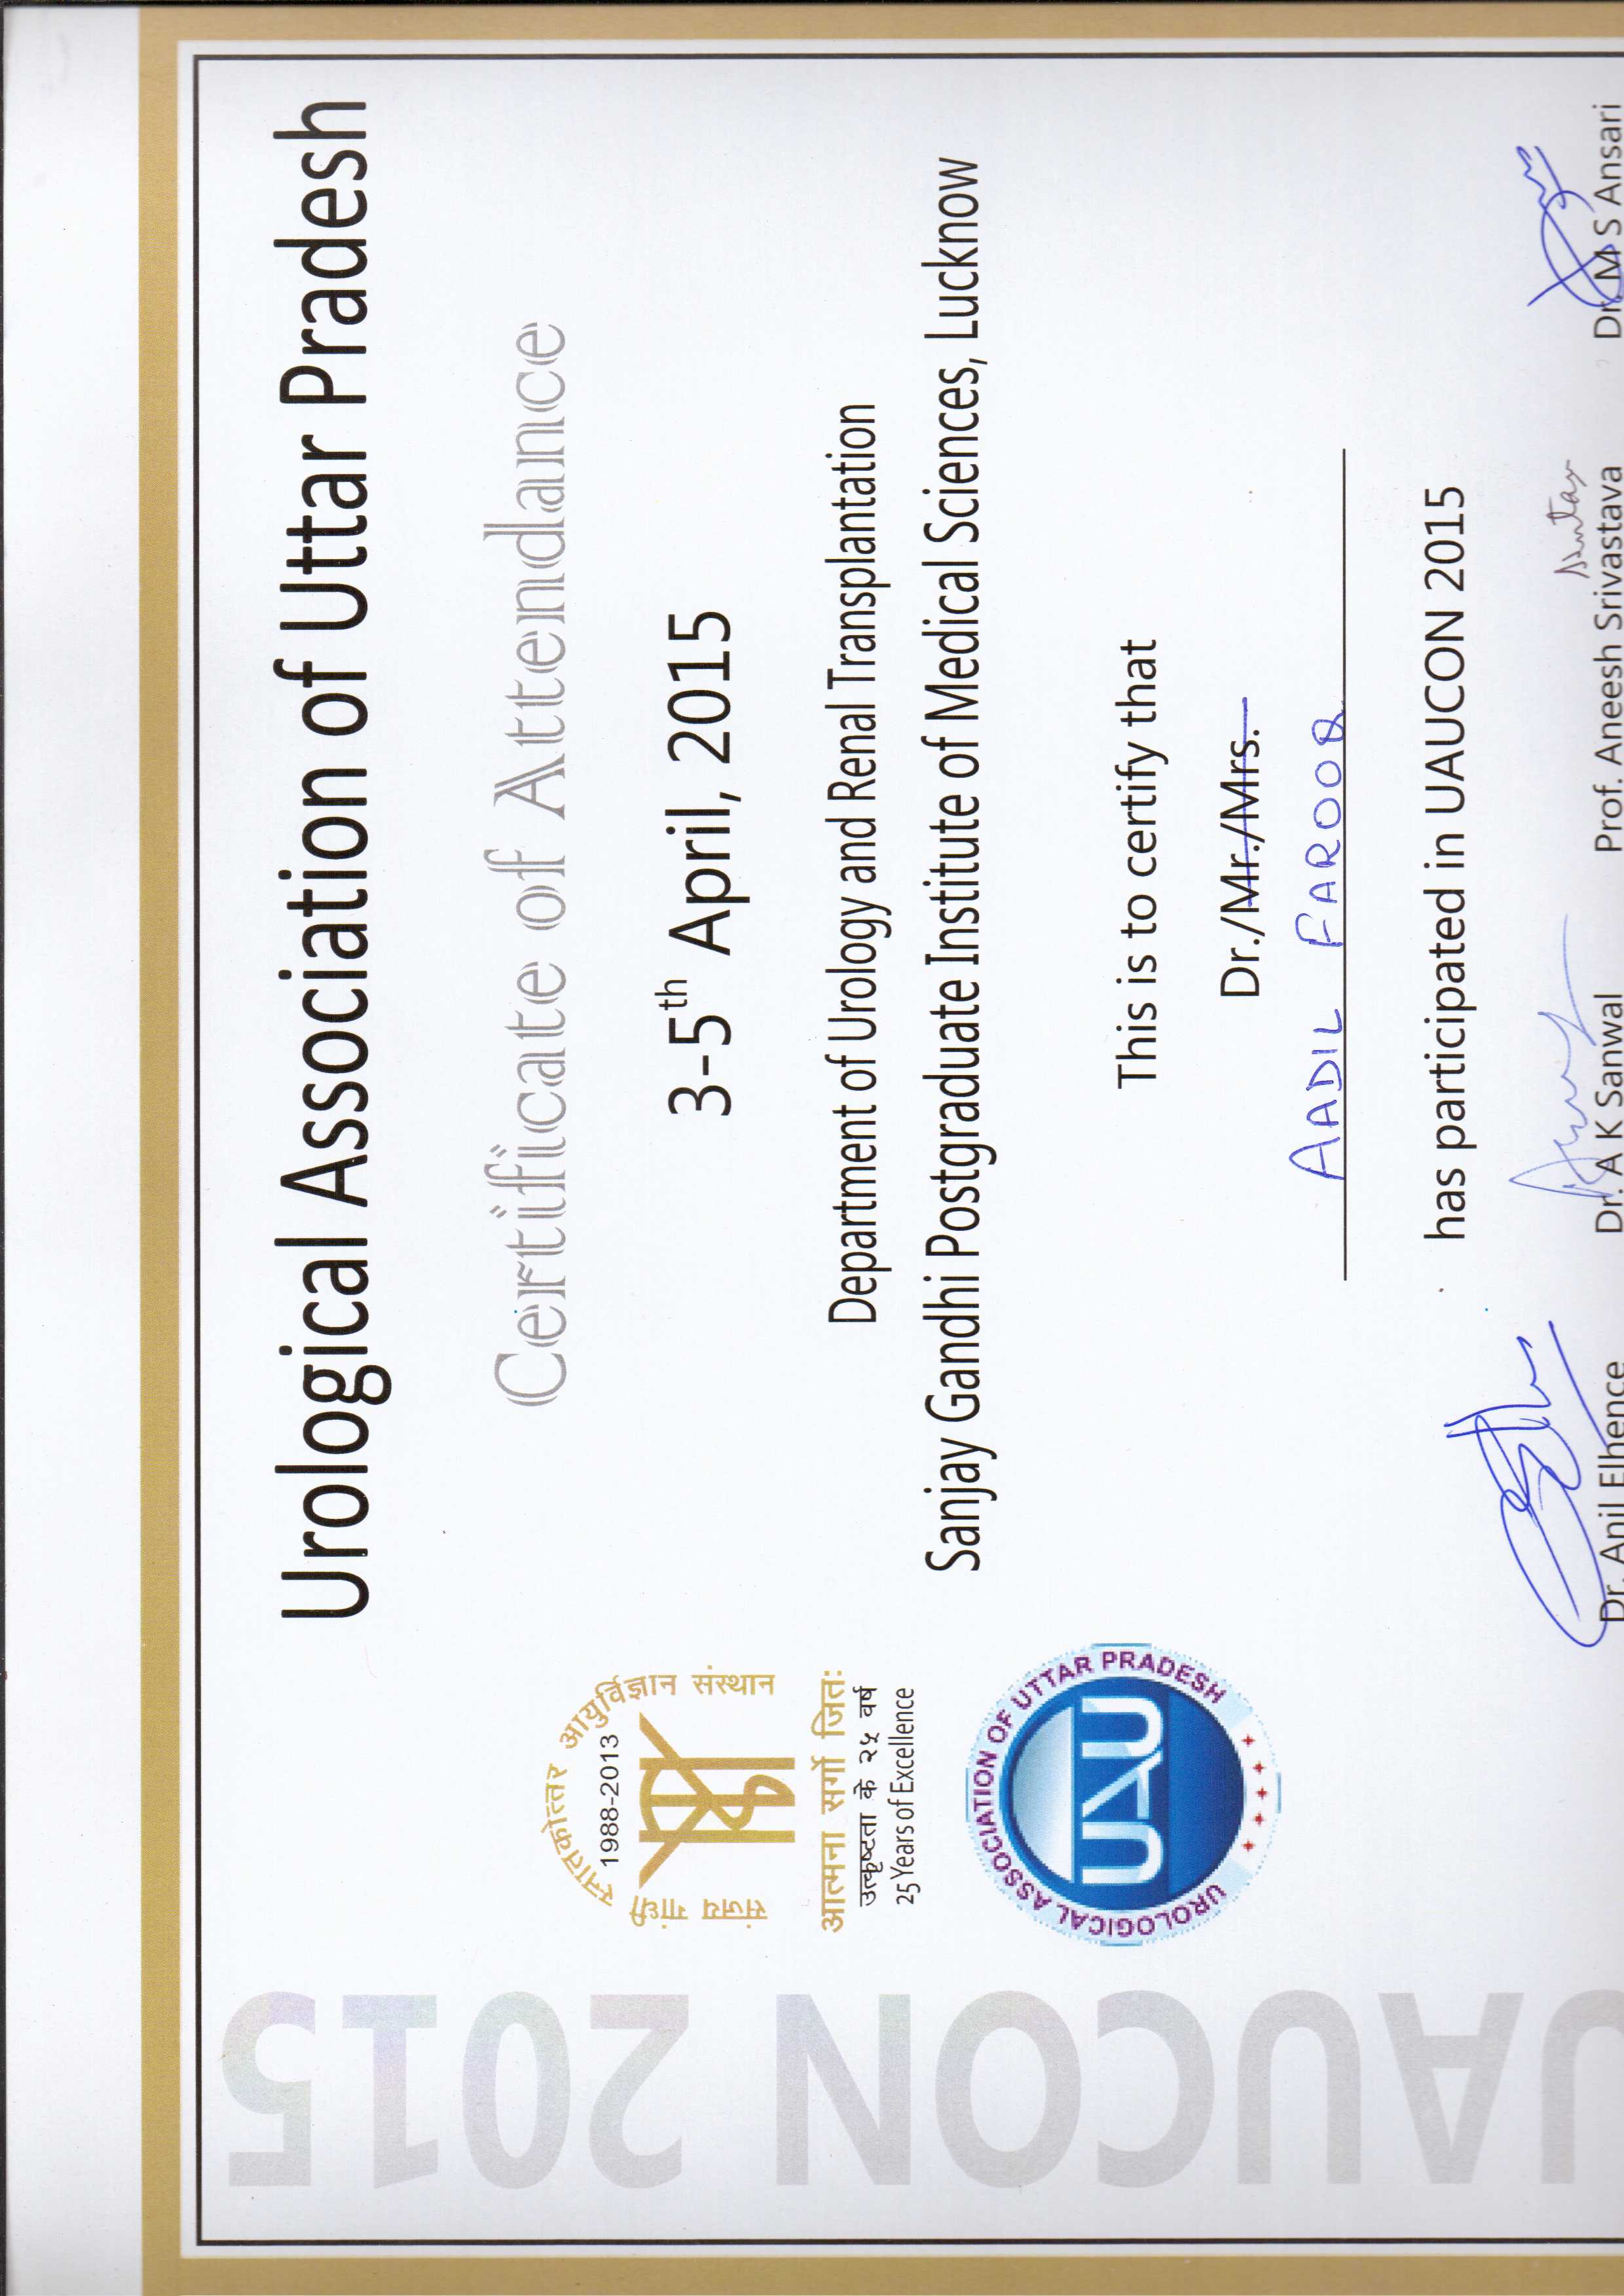 Urological Association of Uttar Pradesh
Certificate of Attendance
3-5th April, 2015
Department of Urology and Renal Transplantation
Sanjay Gandhi Postgraduate Institute of Medical Sciences, Lucknow
This is to certify that
Dr./Mr./Mrs.
AADIL FAROOQ
has participated in UAUCON 2015
Dr. Anil Elhence Dr. A K Sanwal Prof. Aneesh Srivastava Dr. M S Ansari
संजय गांधी स्नातकोत्तर आयुर्विज्ञान संस्थान
1988-2013
आत्मना सर्गो जितः
उत्कृष्टता के २५ वर्ष
25 Years of Excellence
UROLOGICAL ASSOCIATION OF UTTAR PRADESH
UAU
UAUCON 2015